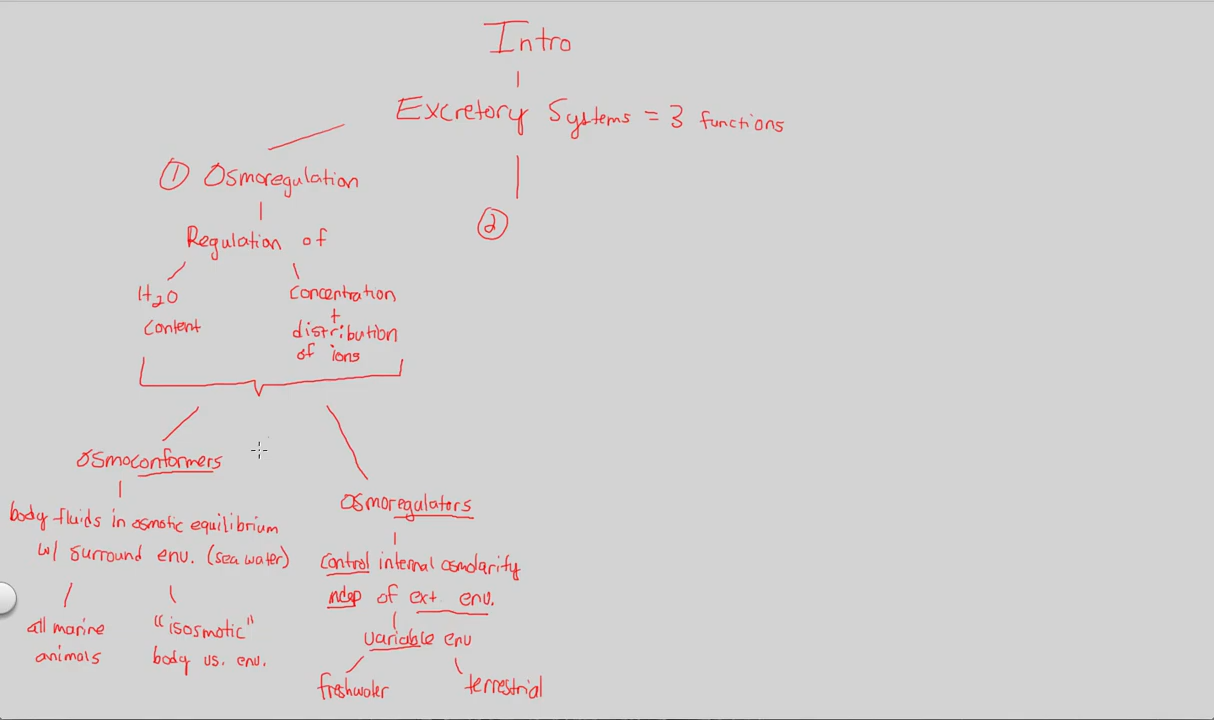 Intro
Excretory Systems = 3 functions
① Osmoregulation
②
Regulation of
H₂O
content
concentration
+
distribution
of ions
Osmoconformers
body fluids in osmotic equilibrium
w/ surround env. (sea water)
all marine
animals
"isosmotic"
body vs. env.
Osmoregulators
control internal osmolarity
indep of ext. env.
variable env
freshwater
terrestrial